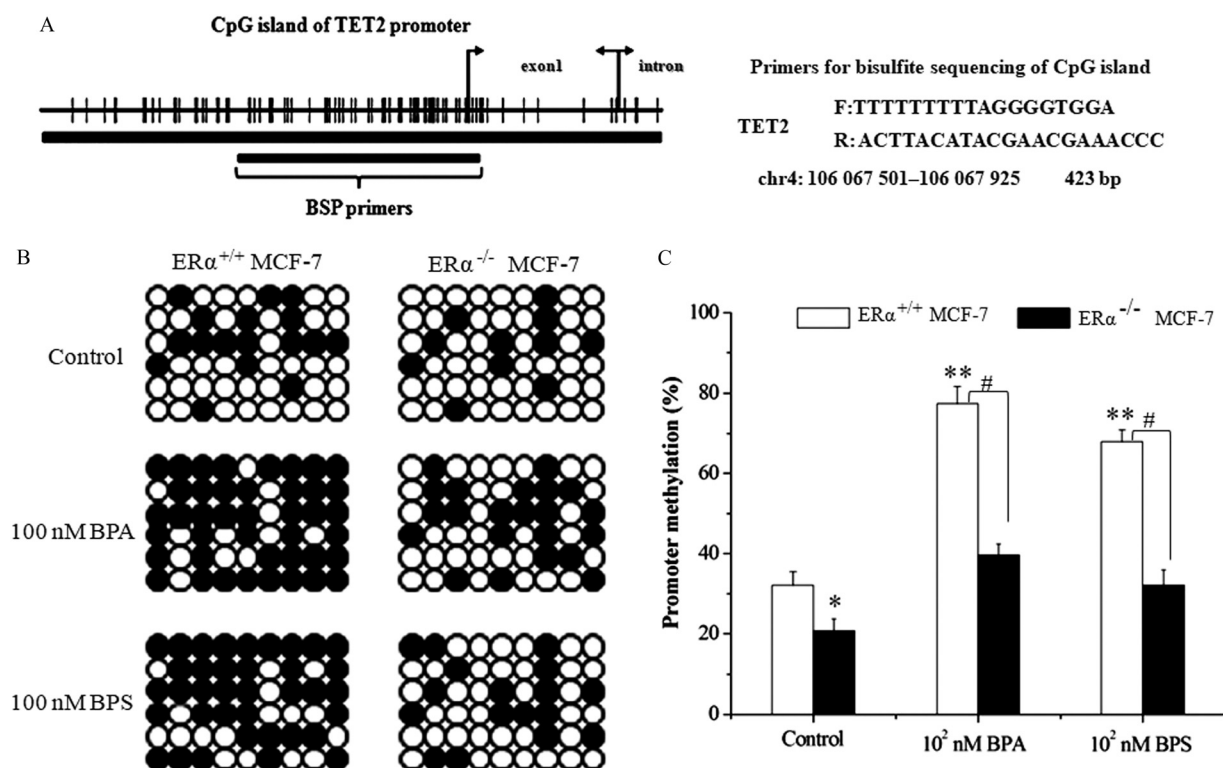 A
CpG island of TET2 promoter
exon1
intron
BSP primers
Primers for bisulfite sequencing of CpG island
TET2
F:TTTTTTTTTAGGGGTGGA
R:ACTTACATACGAACGAAACCC
chr4: 106 067 501–106 067 925 423 bp
B
ERα+/+ MCF-7
ERα-/- MCF-7
Control
100 nM BPA
100 nM BPS
C
ERα+/+ MCF-7
ERα-/- MCF-7
Promoter methylation (%)
100
80
60
40
20
0
*
**
#
**
#
Control
10² nM BPA
10² nM BPS